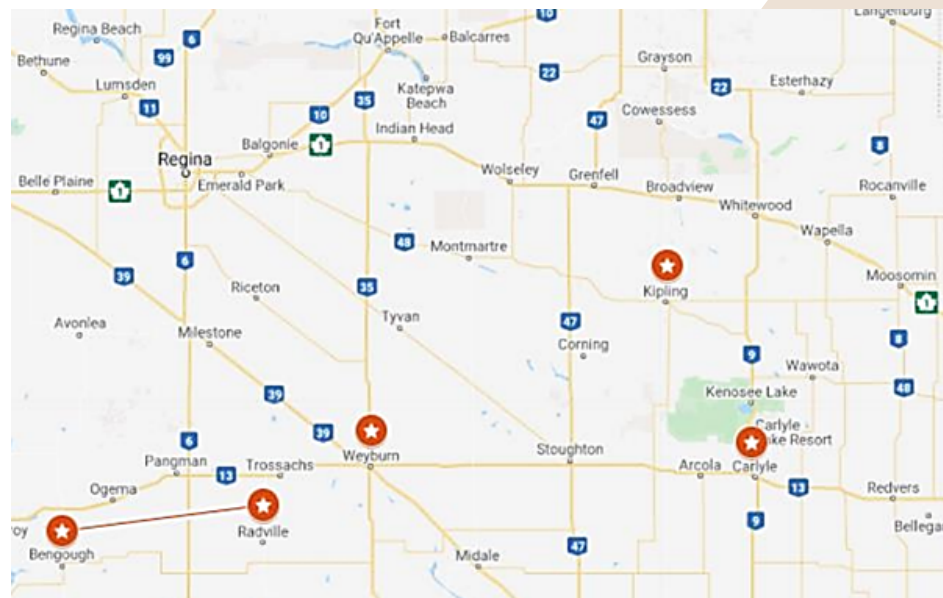 10
Langenburg
Fort
Qu'Appelle
Balcarres
Regina Beach
6
99
Bethune
Grayson
22
Katepwa
Beach
Lumsden
35
22
Esterhazy
11
10
Cowessess
47
Indian Head
1
Balgonie
8
Regina
Wolseley
Grenfell
Belle Plaine
1
Emerald Park
Broadview
Rocanville
Whitewood
48
Montmartre
Wapella
6
39
35
Riceton
Kipling
Moosomin
1
Avonlea
Milestone
Tyvan
47
Corning
8
9
Wawota
48
39
Kenosee Lake
39
6
Carlyle
ke Resort
Weyburn
Stoughton
Pangman
13
Trossachs
Arcola
Carlyle
13
Ogema
Redvers
roy
Bengough
Radville
9
Bellega
47
Midale